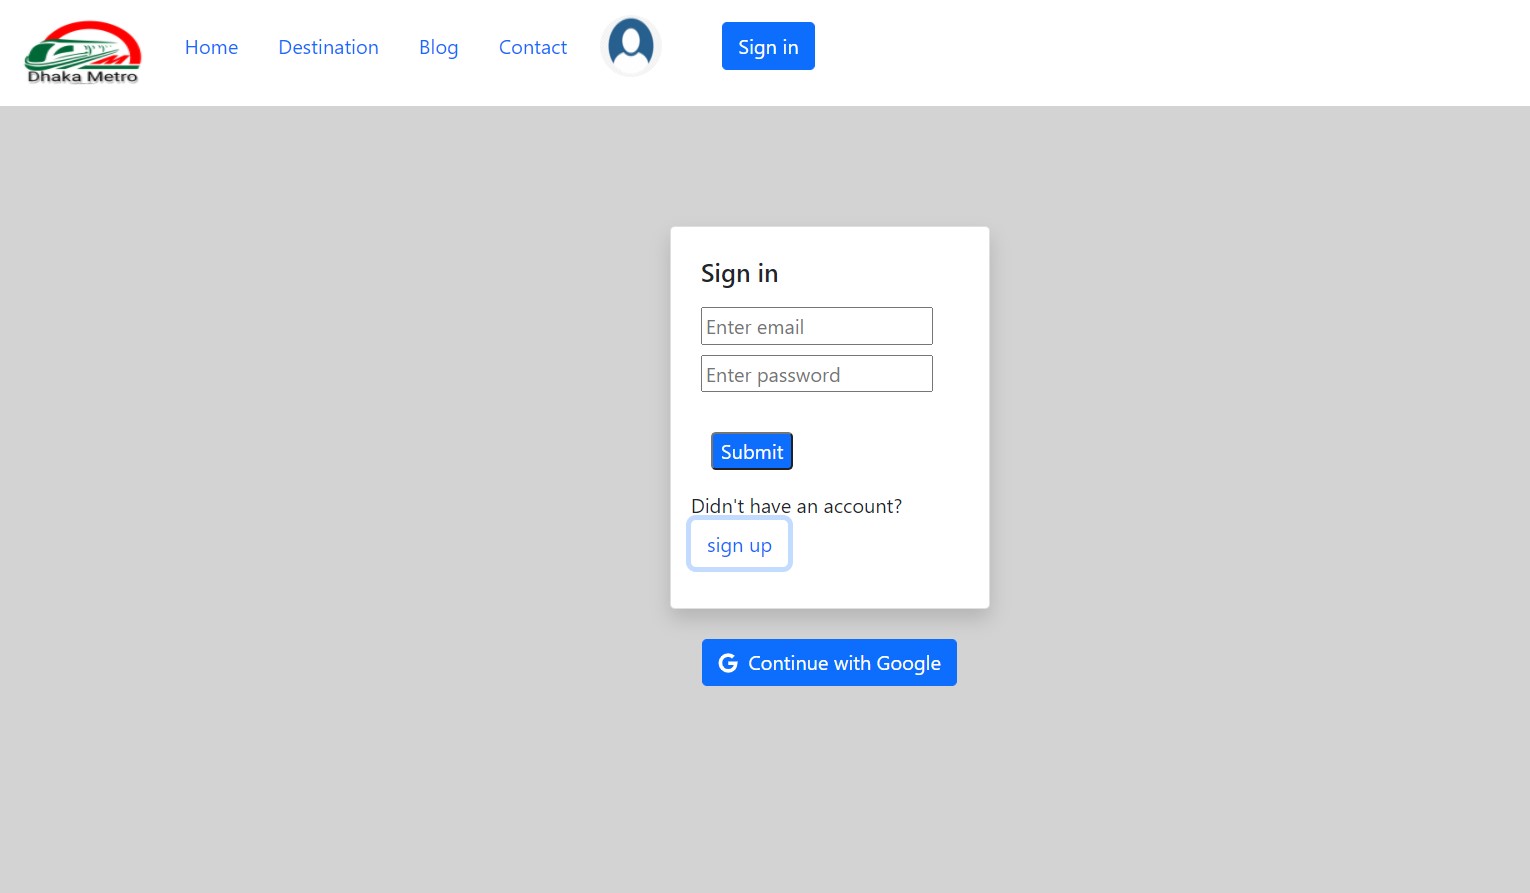 Dhaka Metro
Home
Destination
Blog
Contact
Sign in
Sign in
Enter email
Enter password
Submit
Didn't have an account?
sign up
Continue with Google